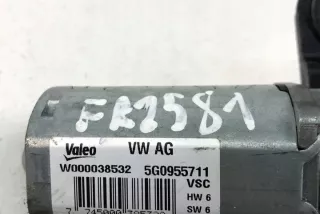 FR2581
Valeo VW AG
W000038532 5G0955711
VSC
HW 6
SW 6